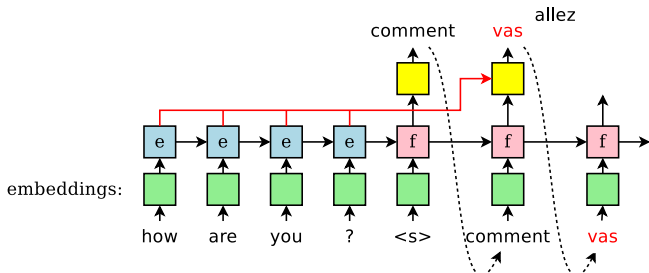 allez
comment vas
e e e e f f f
embeddings:
how are you ? <s> comment vas